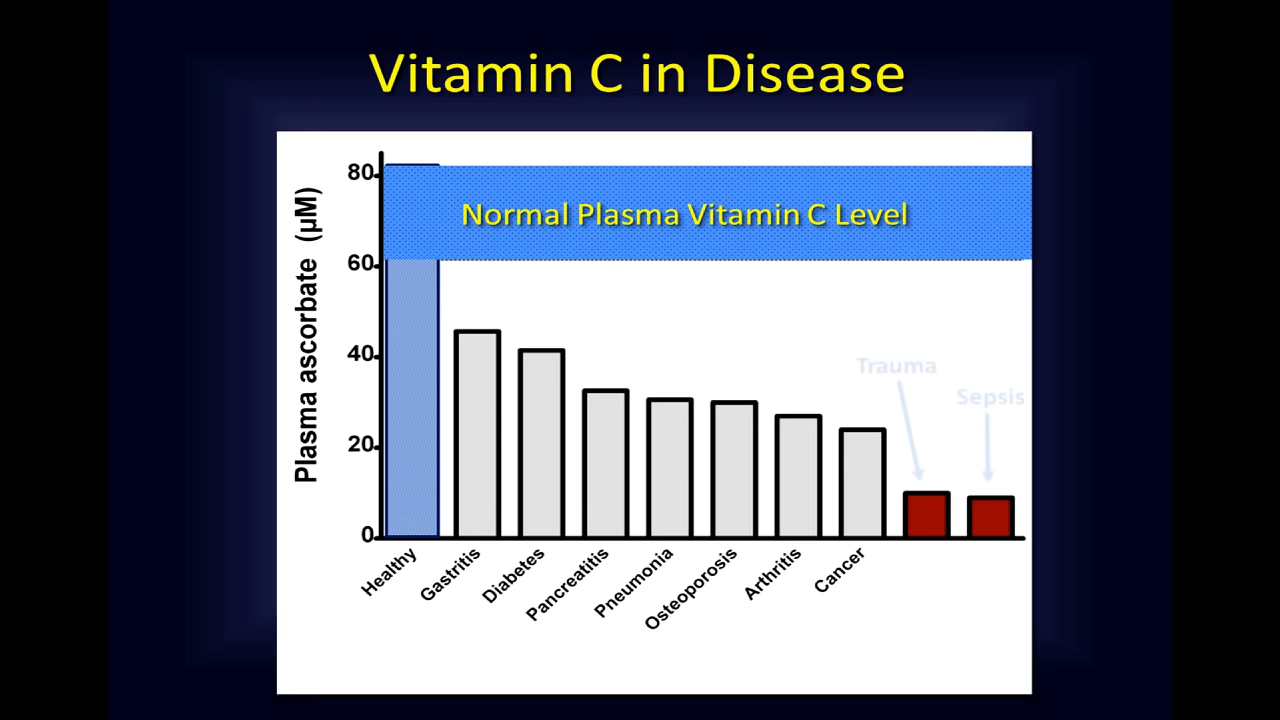 Vitamin C in Disease
Plasma ascorbate (µM)
80
60
40
20
0
Normal Plasma Vitamin C Level
Trauma
Sepsis
Healthy
Gastritis
Diabetes
Pancreatitis
Pneumonia
Osteoporosis
Arthritis
Cancer